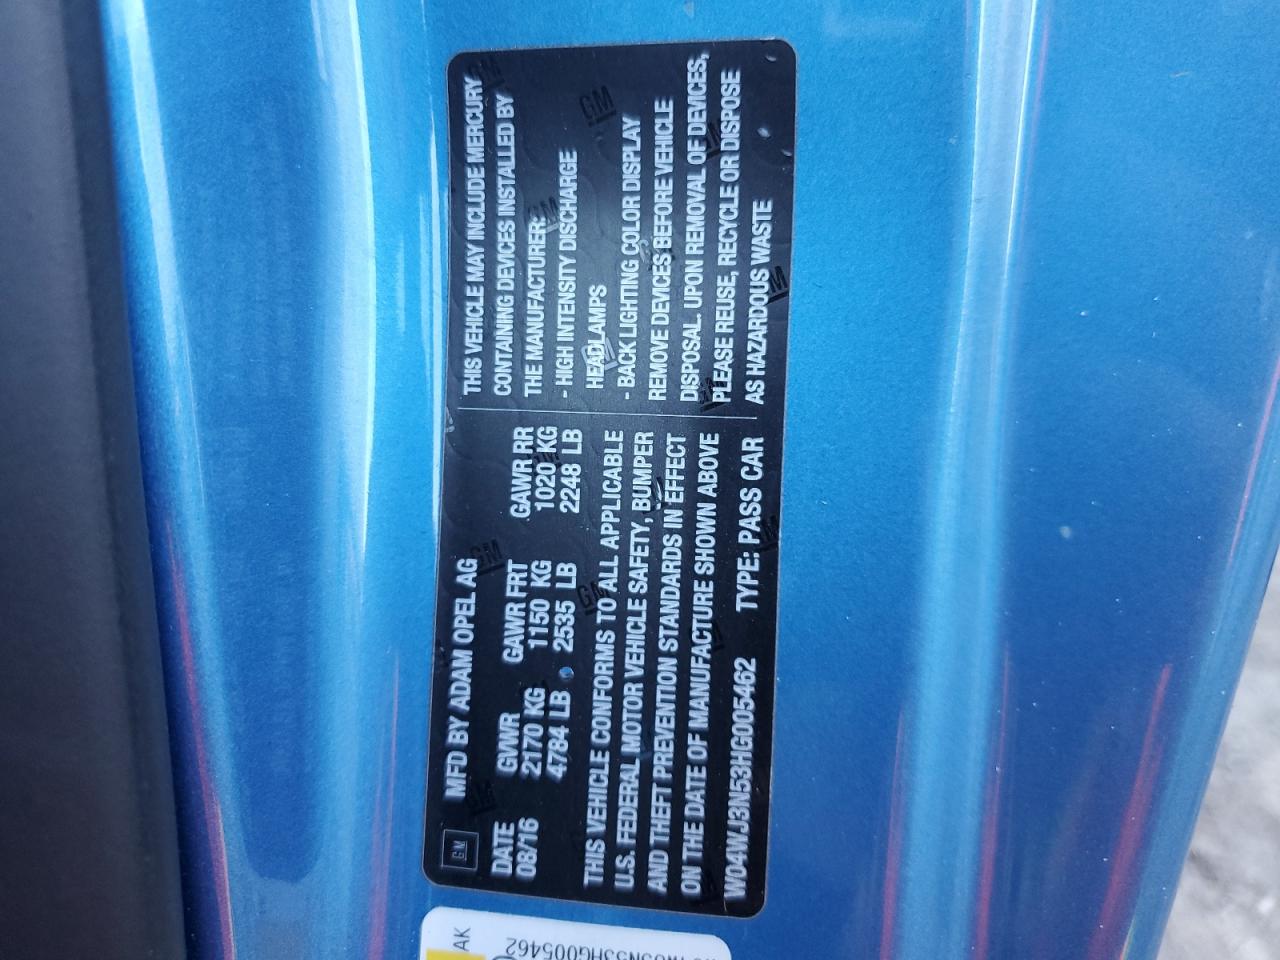 GM
MFD BY ADAM OPEL AG
DATE GVWR GAWR FRT GAWR RR
08/16 2170 KG 1150 KG 1020 KG
4784 LB 2535 LB 2248 LB
THIS VEHICLE CONFORMS TO ALL APPLICABLE
U.S. FEDERAL MOTOR VEHICLE SAFETY, BUMPER
AND THEFT PREVENTION STANDARDS IN EFFECT
ON THE DATE OF MANUFACTURE SHOWN ABOVE
W04WJ3N53HG005462 TYPE: PASS CAR
THIS VEHICLE MAY INCLUDE MERCURY
CONTAINING DEVICES INSTALLED BY
THE MANUFACTURER:
- HIGH INTENSITY DISCHARGE
HEADLAMPS
- BACK LIGHTING COLOR DISPLAY
REMOVE DEVICES BEFORE VEHICLE
DISPOSAL. UPON REMOVAL OF DEVICES,
PLEASE REUSE, RECYCLE OR DISPOSE
AS HAZARDOUS WASTE
AK